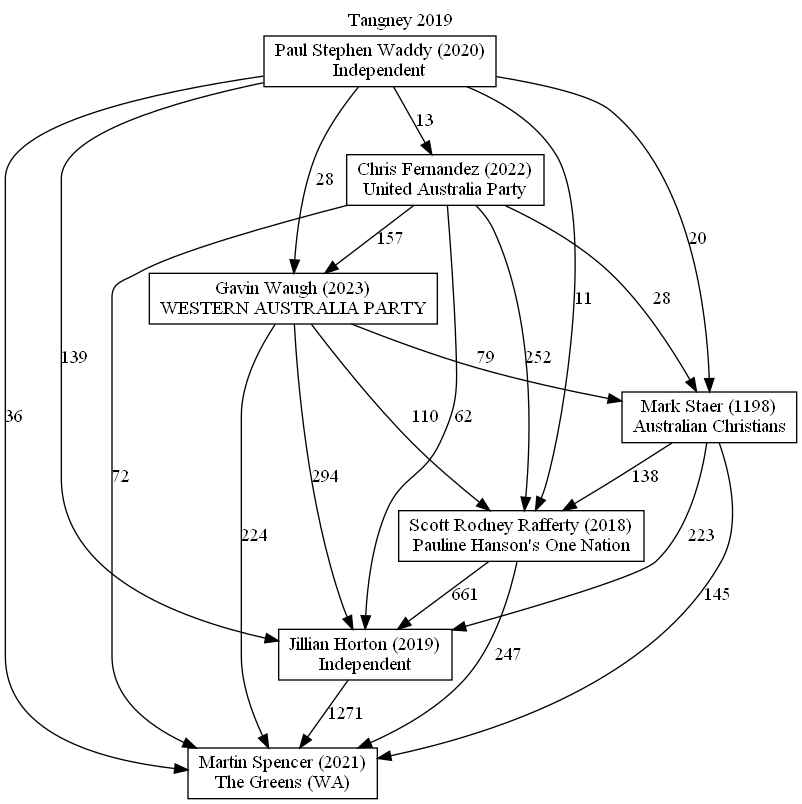 Tangney 2019
Paul Stephen Waddy (2020)
Independent
13
Chris Fernandez (2022)
United Australia Party
28
157
20
Gavin Waugh (2023)
WESTERN AUSTRALIA PARTY
11
28
139
79
252
Mark Staer (1198)
Australian Christians
36
110
62
72
294
138
Scott Rodney Rafferty (2018)
Pauline Hanson's One Nation
224
223
661
145
Jillian Horton (2019)
Independent
247
1271
Martin Spencer (2021)
The Greens (WA)